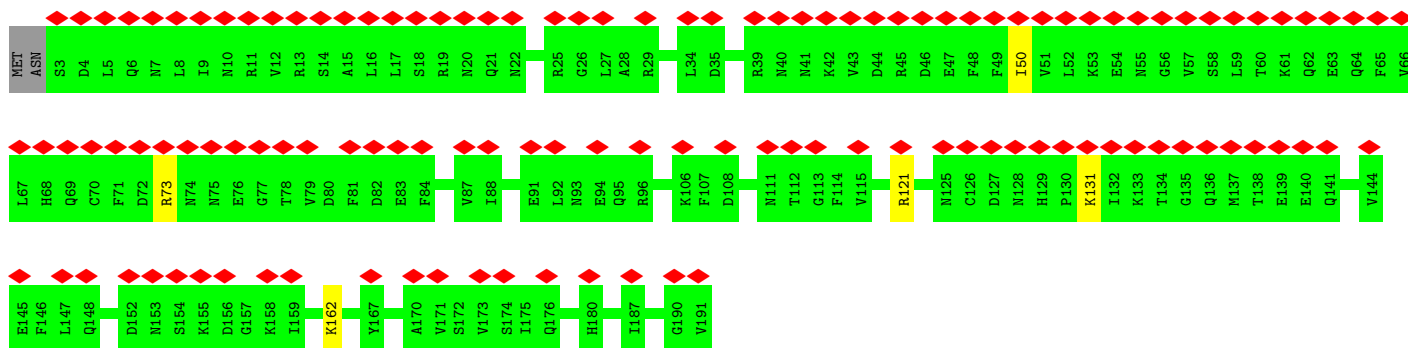 MET ASN S3 D4 L5 Q6 N7 L8 I9 N10 R11 V12 R13 S14 A15 L16 L17 S18 R19 N20 Q21 N22 R25 G26 L27 A28 R29 L34 D35 R39 N40 N41 K42 V43 D44 R45 D46 E47 F48 F49 I50 V51 L52 K53 E54 N55 G56 V57 S58 L59 T60 K61 Q62 E63 Q64 F65 V66
L67 H68 Q69 C70 F71 D72 R73 N74 N75 E76 G77 T78 V79 D80 F81 D82 E83 F84 V87 I88 E91 L92 N93 E94 Q95 R96 K106 F107 D108 N111 T112 G113 F114 V115 R121 N125 C126 D127 N128 H129 P130 K131 I132 K133 T134 G135 Q136 M137 T138 E139 E140 Q141 V144
E145 F146 L147 Q148 D152 N153 S154 K155 D156 G157 K158 I159 K162 Y167 A170 V171 S172 V173 S174 I175 Q176 H180 I187 G190 V191